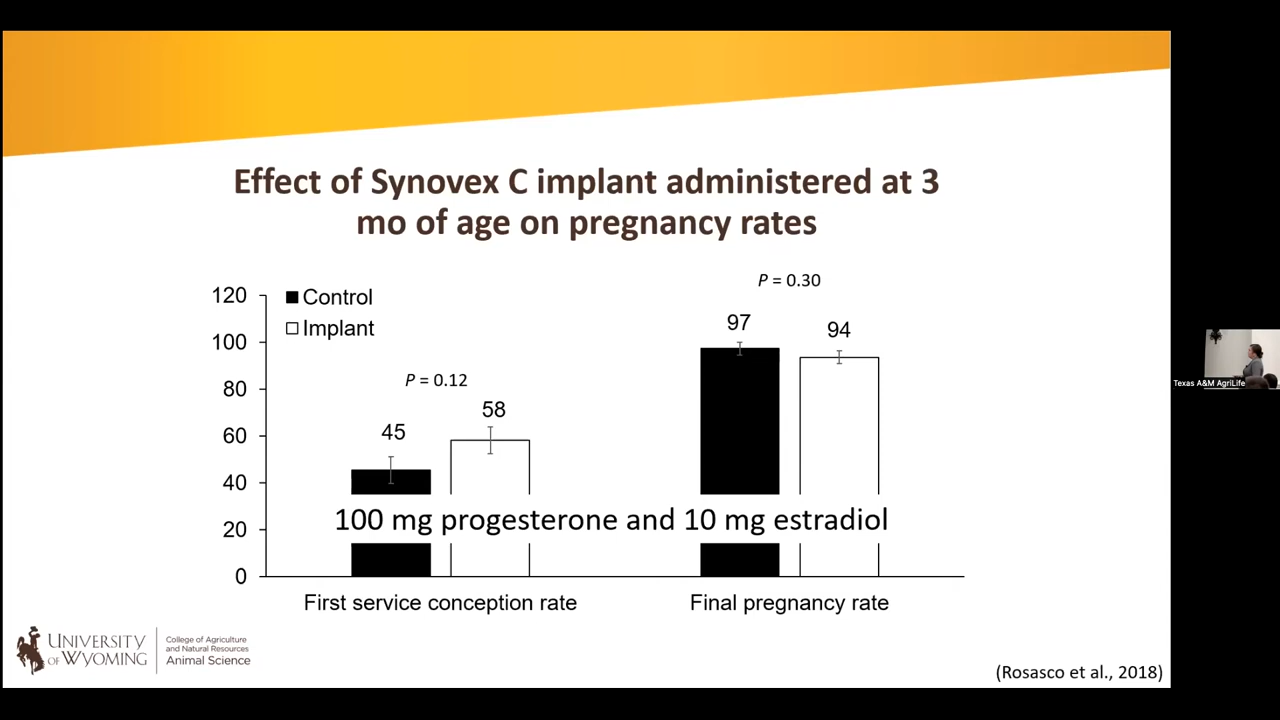 Effect of Synovex C implant administered at 3
mo of age on pregnancy rates
P = 0.30
120
Control
Implant
97
94
100
P = 0.12
80
58
45
60
40
100 mg progesterone and 10 mg estradiol
20
0
First service conception rate
Final pregnancy rate
UNIVERSITY
OF WYOMING
College of Agriculture
and Natural Resources
Animal Science
(Rosasco et al., 2018)
Texas A&M AgriLife